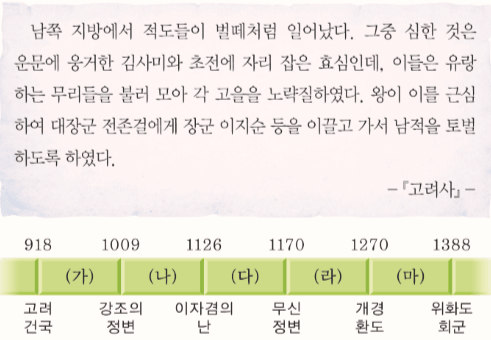 남쪽 지방에서 적도들이 벌떼처럼 일어났다. 그중 심한 것은
운문에 웅거한 김사미와 초전에 자리 잡은 효심인데, 이들은 유랑
하는 무리들을 불러 모아 각 고을을 노략질하였다. 왕이 이를 근심
하여 대장군 전존걸에게 장군 이지순 등을 이끌고 가서 남적을 토벌
하도록 하였다.
－『고려사』－
918 1009 1126 1170 1270 1388
(가) (나) (다) (라) (마)
고려 강조의 이자겸의 무신 개경 위화도
건국 정변 난 정변 환도 회군